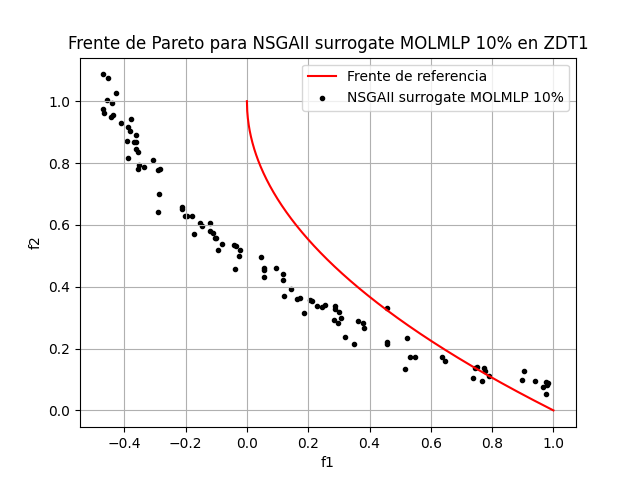 Frente de Pareto para NSGAII surrogate MOLMLP 10% en ZDT1
Frente de referencia
NSGAII surrogate MOLMLP 10%
f2
1.0
0.8
0.6
0.4
0.2
0.0
−0.4 −0.2 0.0 0.2 0.4 0.6 0.8 1.0
f1